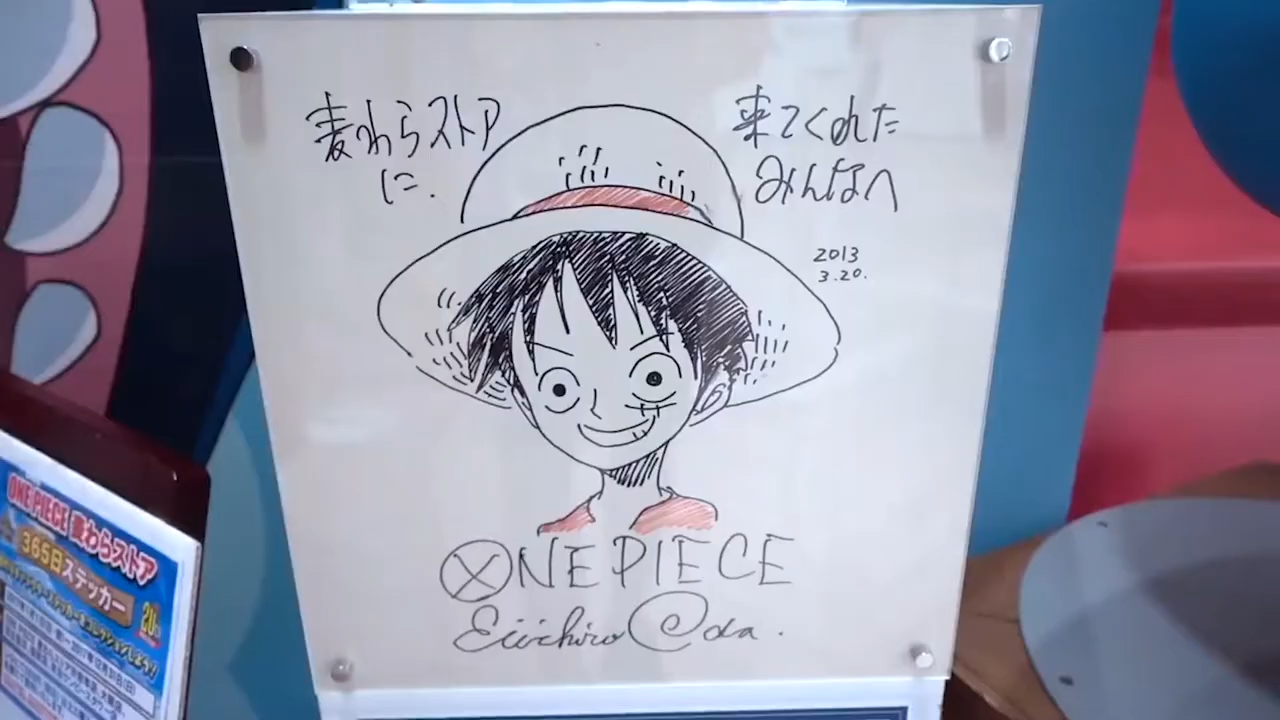 麦わらストア
に.
来てくれた
みんなへ
2013
3.20.
ONE PIECE
Eiichiro Oda.
ONE PIECE 麦わらストア
365日ステッカー